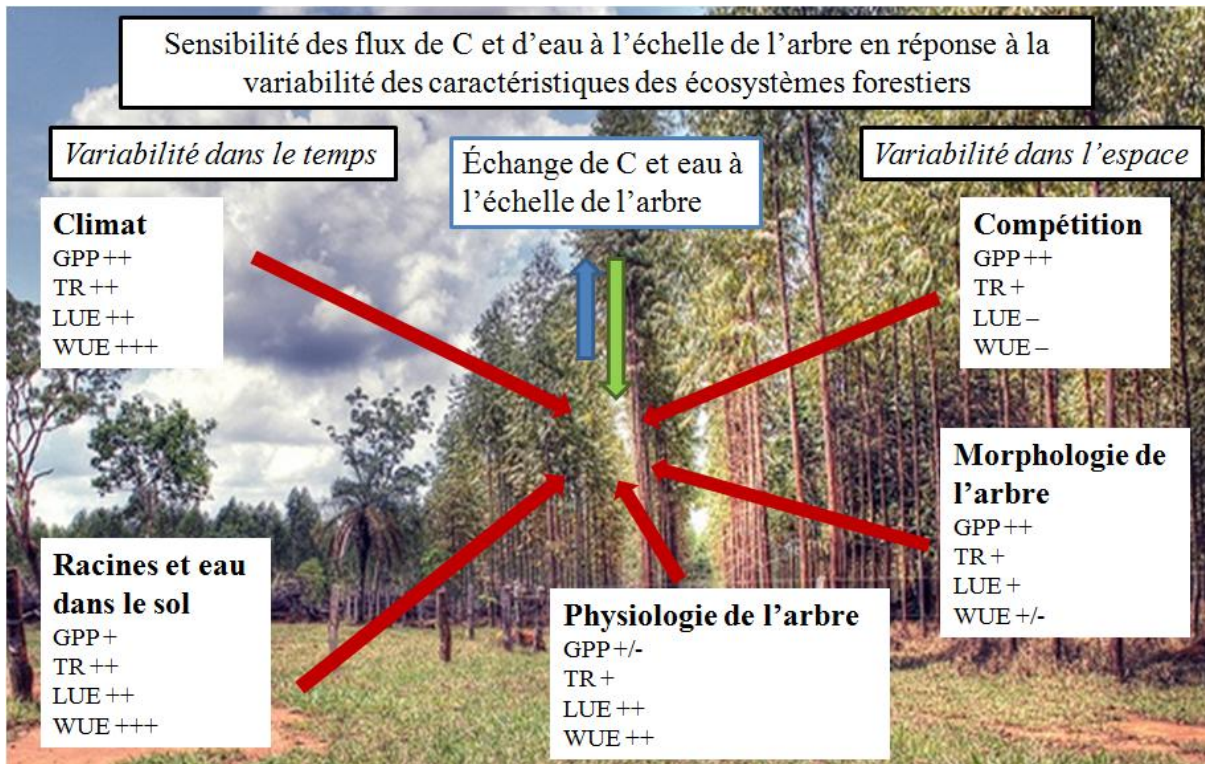 Sensibilité des flux de C et d'eau à l'échelle de l'arbre en réponse à la
variabilité des caractéristiques des écosystèmes forestiers
Variabilité dans le temps
Échange de C et eau à
l'échelle de l'arbre
Variabilité dans l'espace
Climat
GPP ++
TR ++
LUE ++
WUE +++
Compétition
GPP ++
TR +
LUE –
WUE –
Racines et eau
dans le sol
GPP +
TR ++
LUE ++
WUE +++
Physiologie de l'arbre
GPP +/-
TR +
LUE ++
WUE ++
Morphologie de
l'arbre
GPP ++
TR +
LUE +
WUE +/-